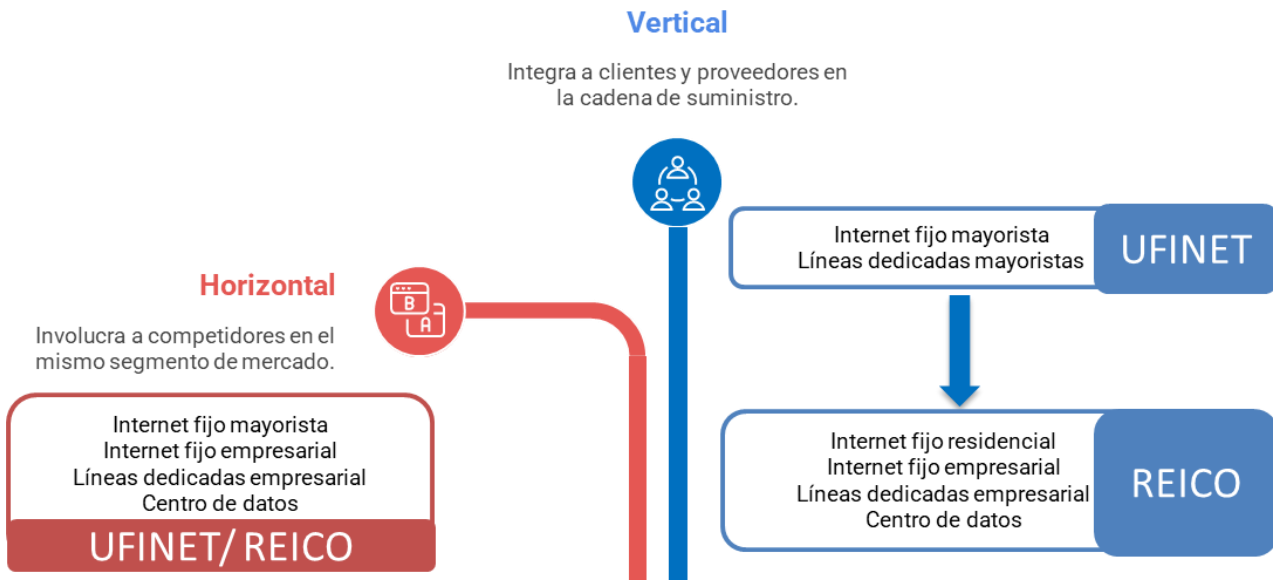 Vertical
Integra a clientes y proveedores en
la cadena de suministro.
Internet fijo mayorista
Líneas dedicadas mayoristas
UFINET
Horizontal
B
A
Involucra a competidores en el
mismo segmento de mercado.
Internet fijo mayorista
Internet fijo empresarial
Líneas dedicadas empresarial
Centro de datos
UFINET/ REICO
Internet fijo residencial
Internet fijo empresarial
Líneas dedicadas empresarial
Centro de datos
REICO